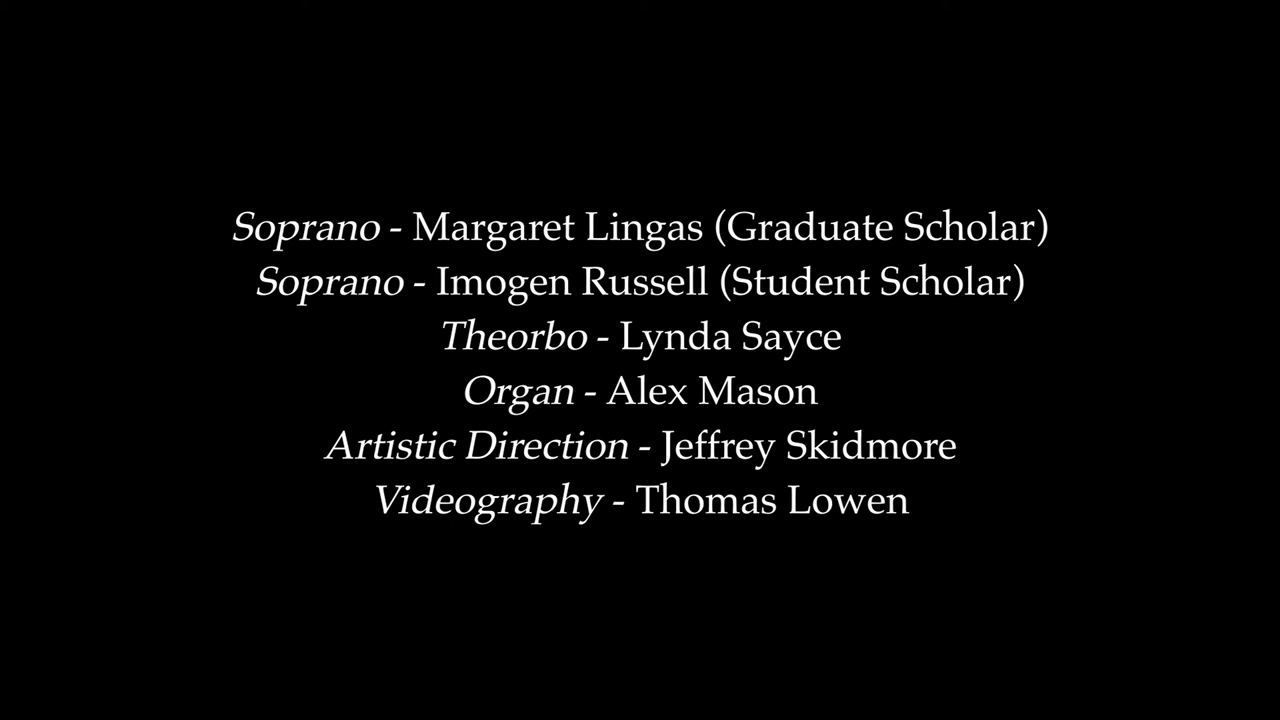 Soprano - Margaret Lingas (Graduate Scholar)
Soprano - Imogen Russell (Student Scholar)
Theorbo - Lynda Sayce
Organ - Alex Mason
Artistic Direction - Jeffrey Skidmore
Videography - Thomas Lowen